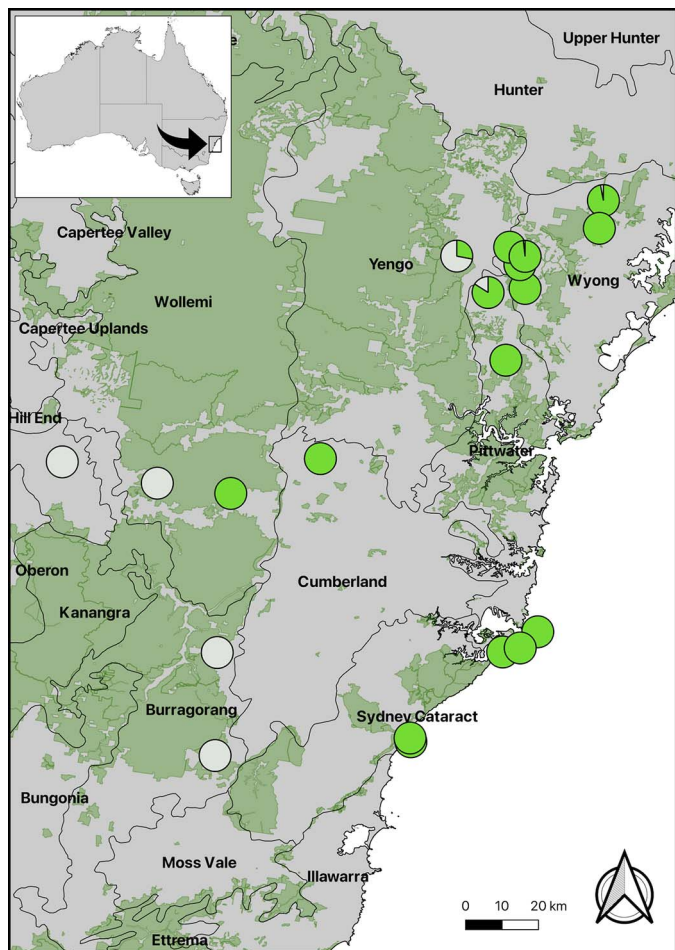 Upper Hunter
Hunter
Capertee Valley
Yengo
Wyong
Wollemi
Capertee Uplands
Hill End
Pittwater
Oberon
Cumberland
Kanangra
Burragorang
Sydney Cataract
Bungonia
Moss Vale
Illawarra
Ettrema
0 10 20 km